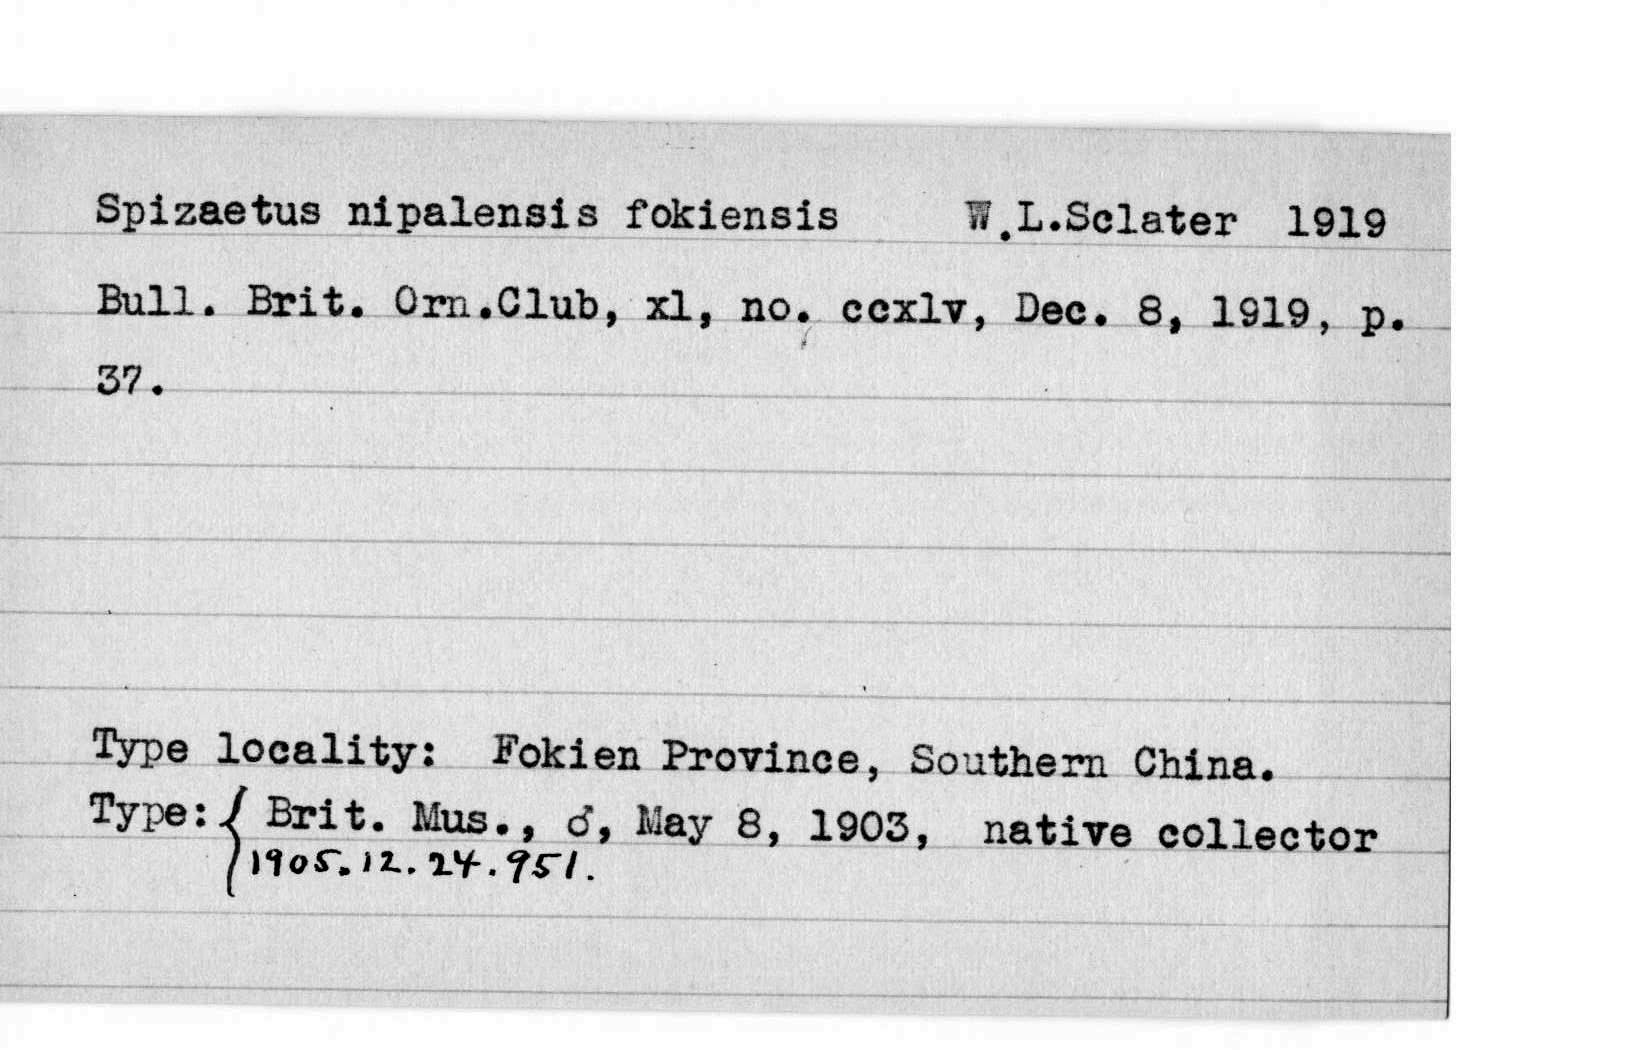 Spizaetus nipalensis fokiensis W.L.Sclater 1919
Bull. Brit. Orn.Club, xl, no. ccxlv, Dec. 8, 1919, p.
37.
Type locality: Fokien Province, Southern China.
Type: { Brit. Mus., ♂, May 8, 1903, native collector
1905.12.24.951.